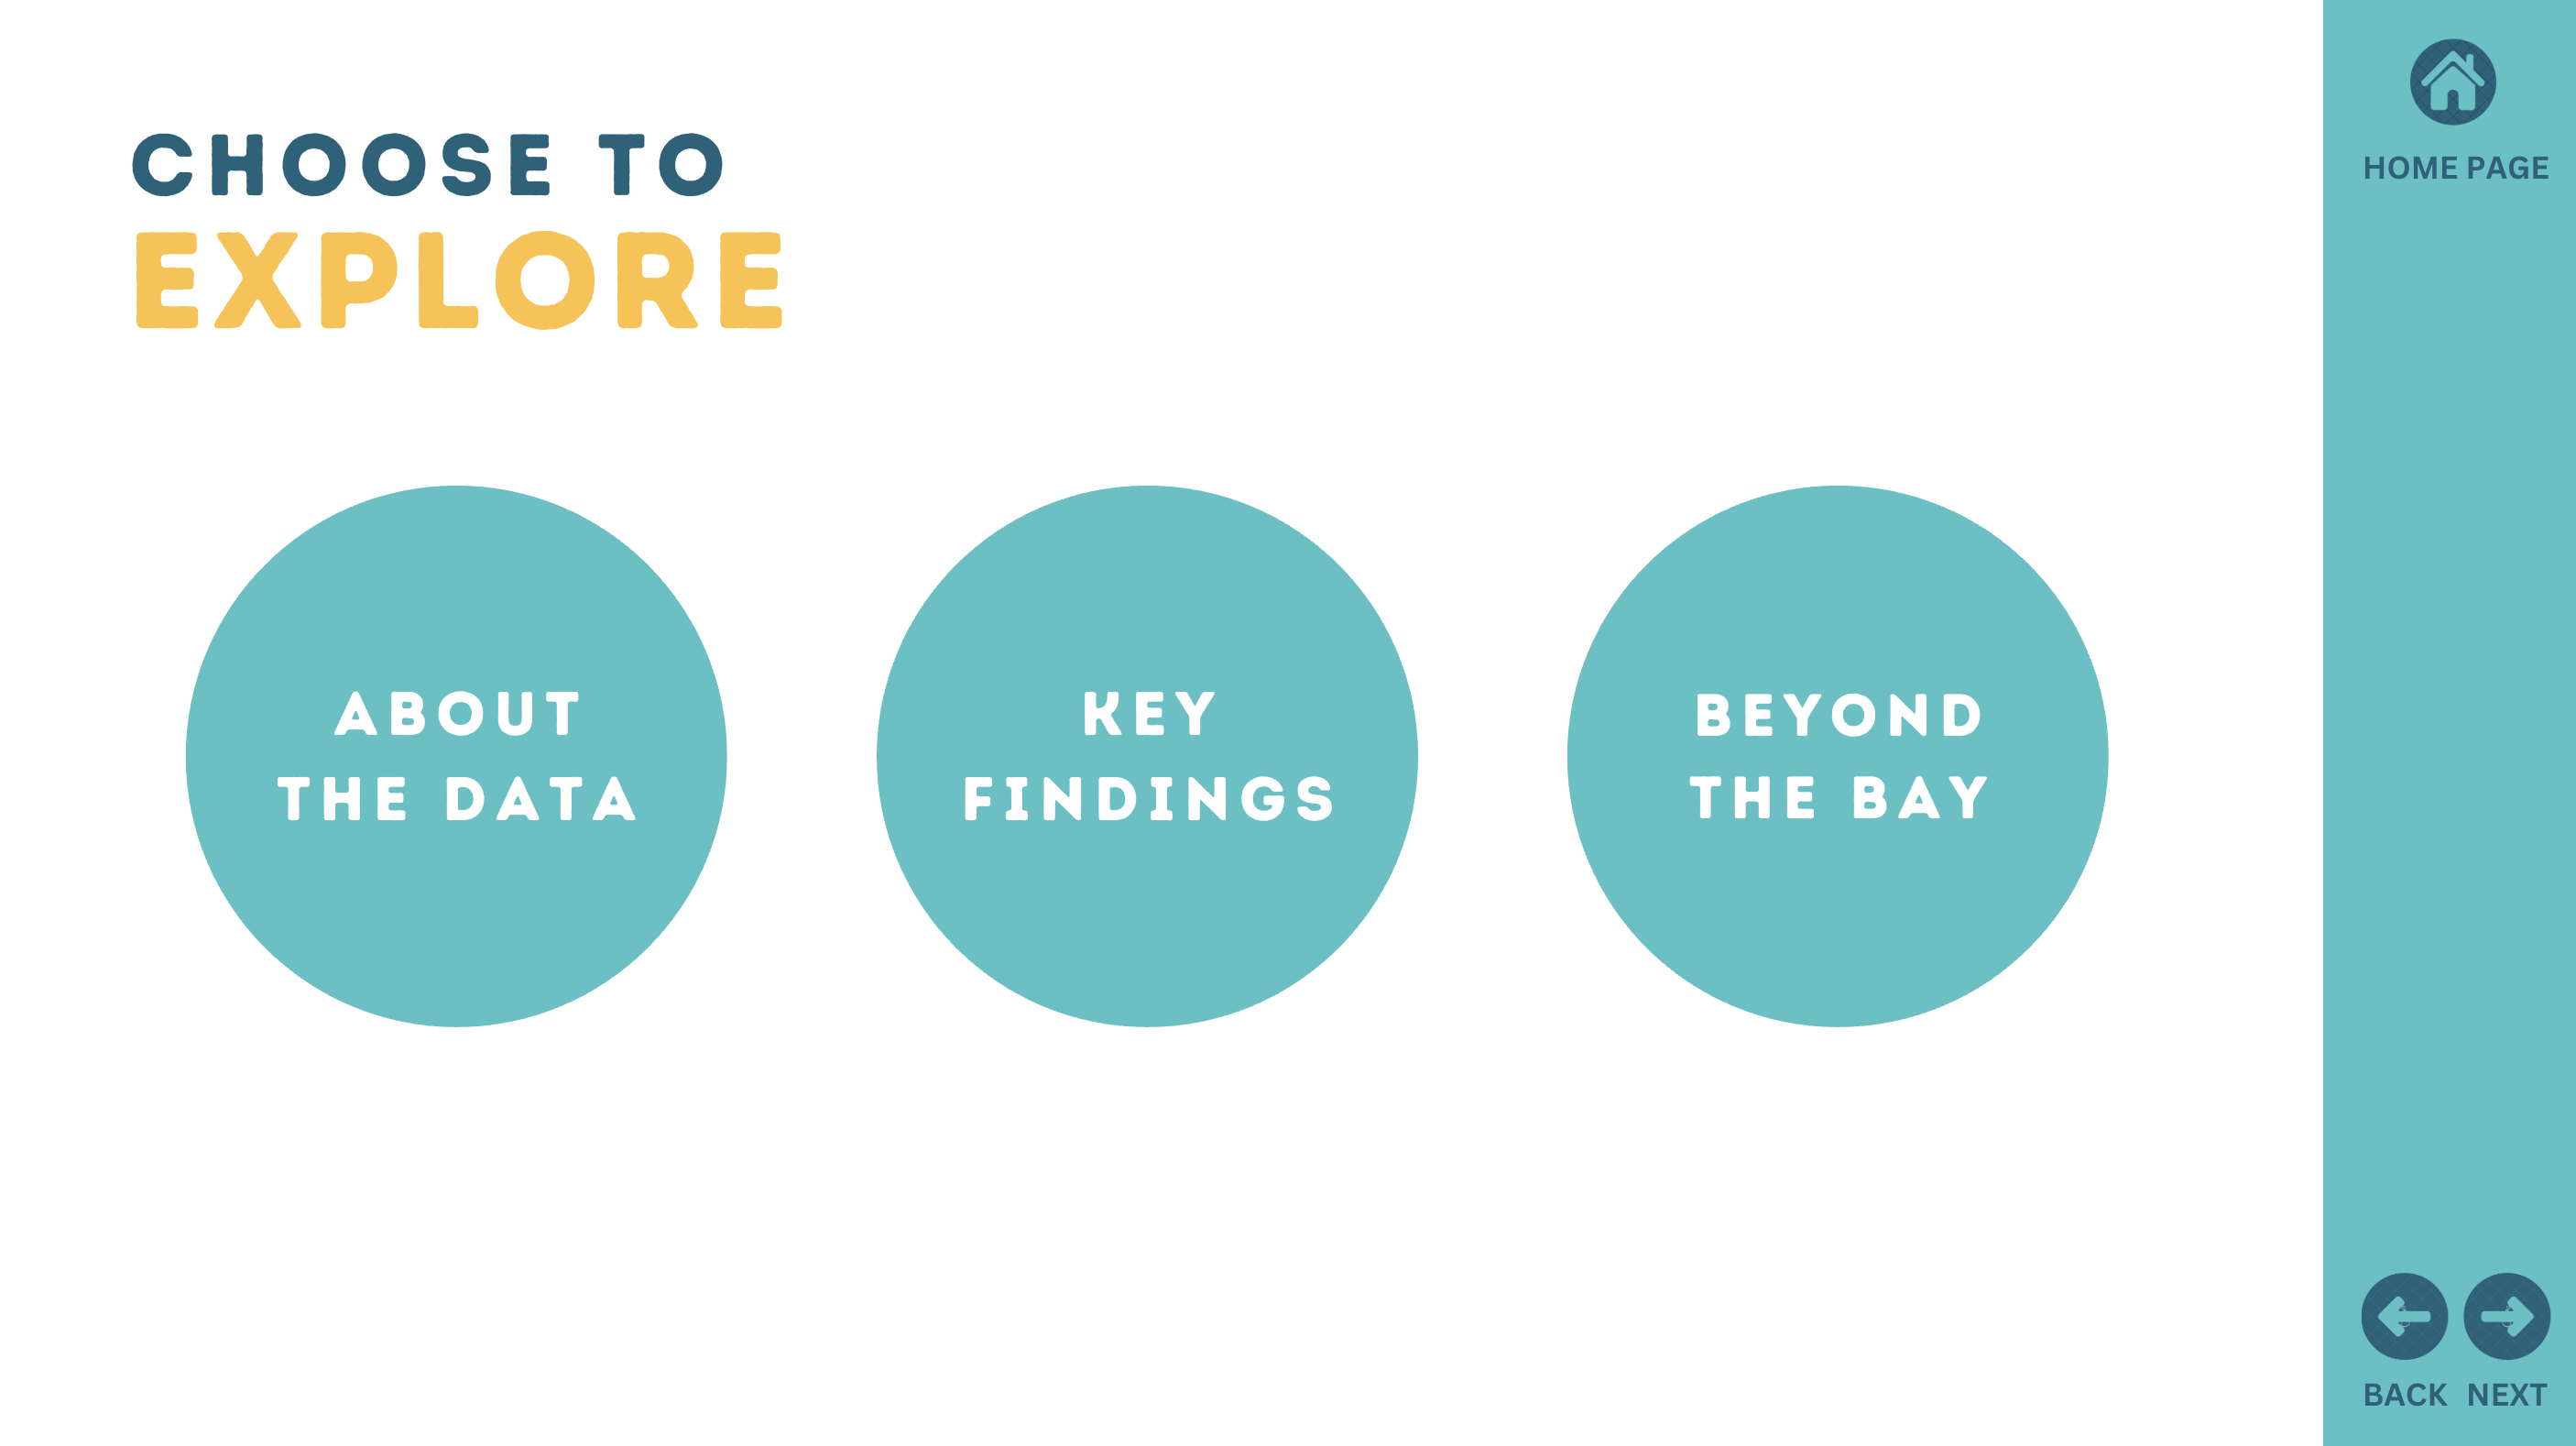 CHOOSE TO
EXPLORE
ABOUT
THE DATA
KEY
FINDINGS
BEYOND
THE BAY
HOME PAGE
BACK
NEXT